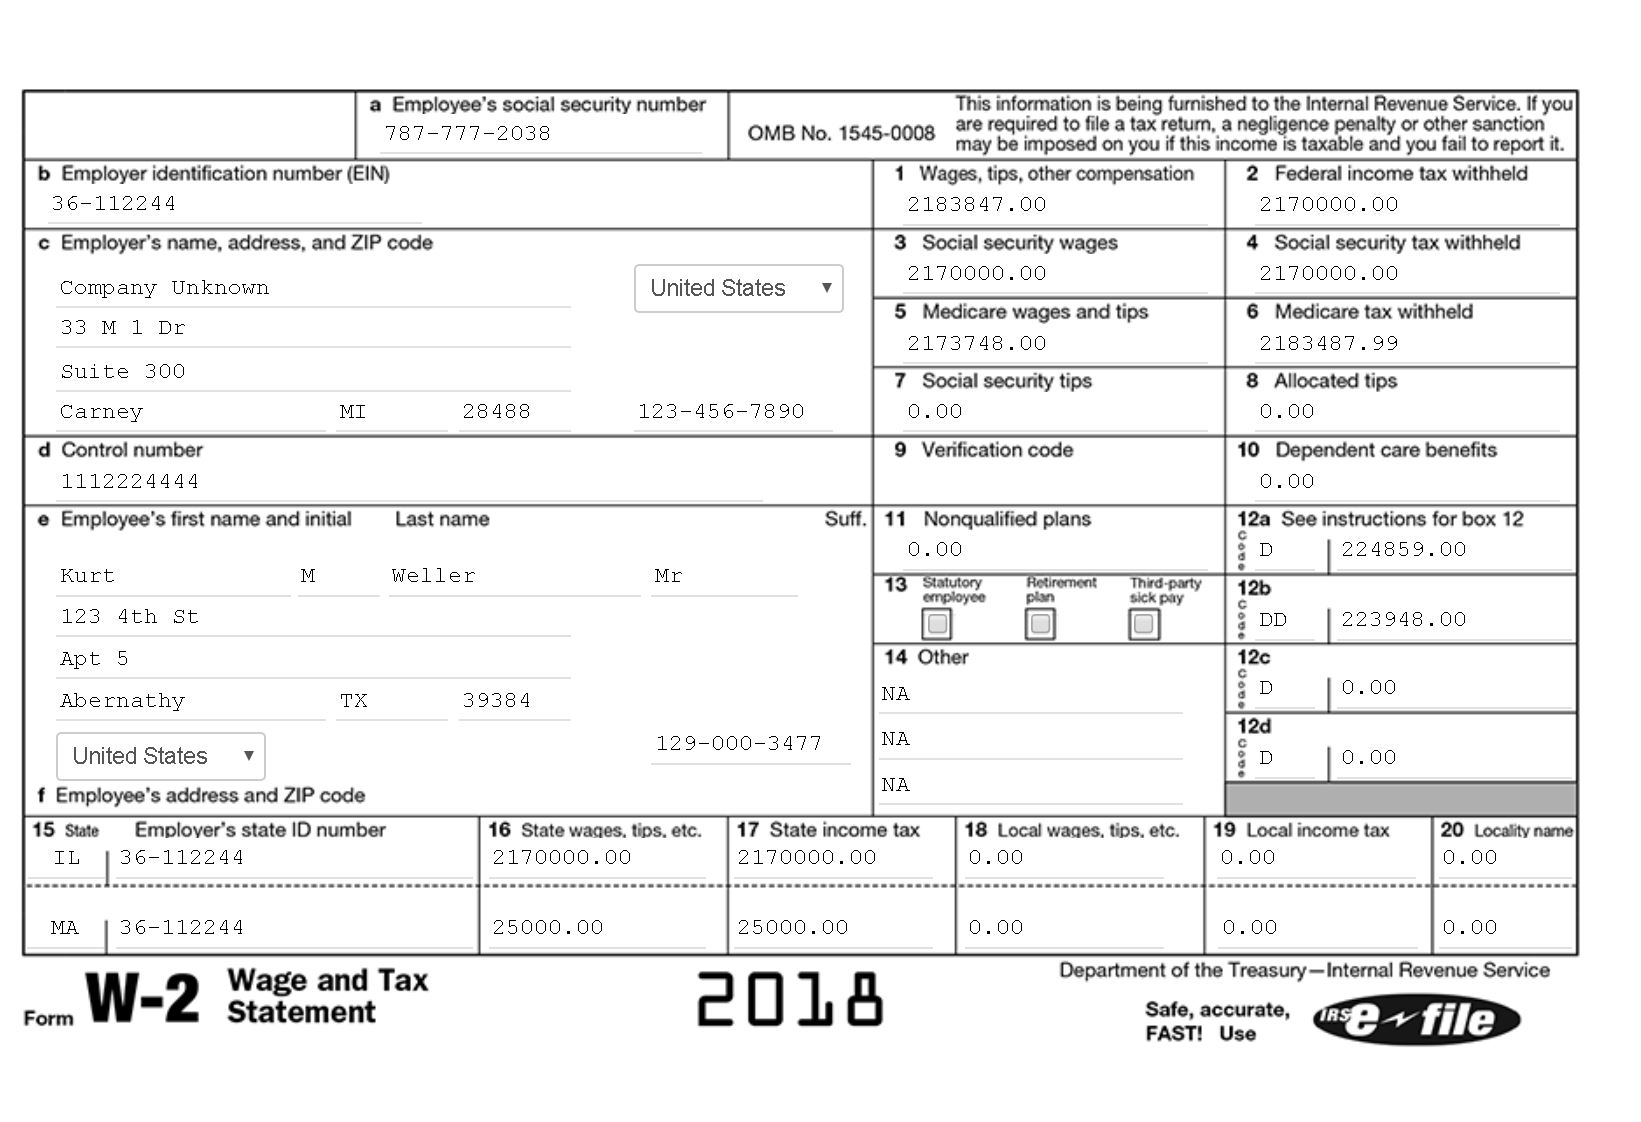 a Employee's social security number
787-777-2038
OMB No. 1545-0008
This information is being furnished to the Internal Revenue Service. If you
are required to file a tax return, a negligence penalty or other sanction
may be imposed on you if this income is taxable and you fail to report it.
b Employer identification number (EIN)
36-112244
1 Wages, tips, other compensation
2183847.00
2 Federal income tax withheld
2170000.00
c Employer's name, address, and ZIP code
Company Unknown
United States
33 M 1 Dr
Suite 300
Carney MI 28488 123-456-7890
3 Social security wages
2170000.00
4 Social security tax withheld
2170000.00
5 Medicare wages and tips
2173748.00
6 Medicare tax withheld
2183487.99
7 Social security tips
0.00
8 Allocated tips
0.00
d Control number
1112224444
9 Verification code
10 Dependent care benefits
0.00
e Employee's first name and initial Last name Suff.
Kurt M Weller Mr
123 4th St
Apt 5
Abernathy TX 39384
United States
129-000-3477
f Employee's address and ZIP code
11 Nonqualified plans
0.00
12a See instructions for box 12
Code D 224859.00
13 Statutory employee Retirement plan Third-party sick pay
12b
Code DD 223948.00
14 Other
NA
NA
NA
12c
Code D 0.00
12d
Code D 0.00
15 State Employer's state ID number 16 State wages, tips, etc. 17 State income tax 18 Local wages, tips, etc. 19 Local income tax 20 Locality name
IL 36-112244 2170000.00 2170000.00 0.00 0.00 0.00
MA 36-112244 25000.00 25000.00 0.00 0.00 0.00
Form W-2 Wage and Tax
Statement
2018
Department of the Treasury—Internal Revenue Service
Safe, accurate,
FAST! Use
IRS e-file